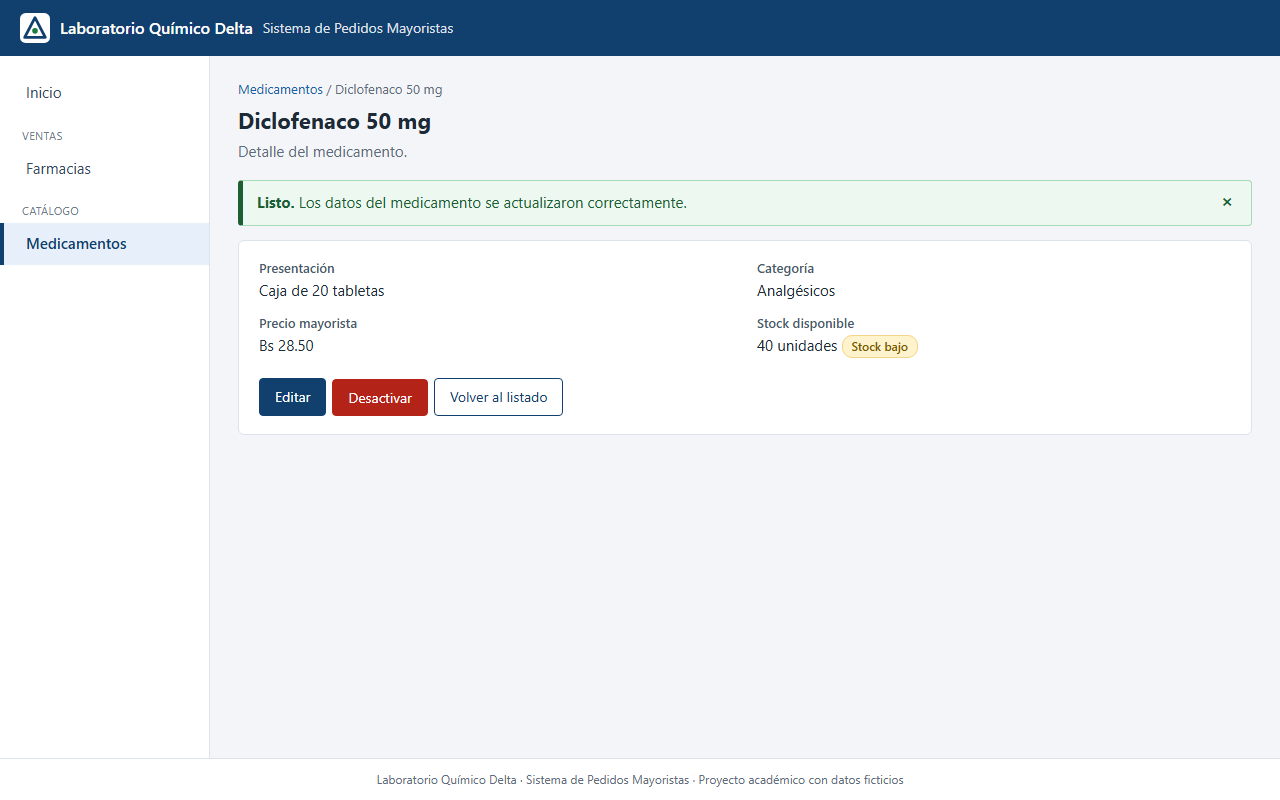 Laboratorio Químico Delta Sistema de Pedidos Mayoristas
Inicio
VENTAS
Farmacias
CATÁLOGO
Medicamentos
Medicamentos / Diclofenaco 50 mg
Diclofenaco 50 mg
Detalle del medicamento.
Listo. Los datos del medicamento se actualizaron correctamente. ×
Presentación
Caja de 20 tabletas
Categoría
Analgésicos
Precio mayorista
Bs 28.50
Stock disponible
40 unidades Stock bajo
Editar Desactivar Volver al listado
Laboratorio Químico Delta · Sistema de Pedidos Mayoristas · Proyecto académico con datos ficticios